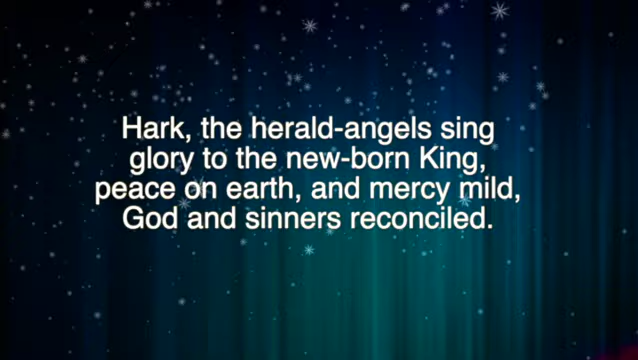 Hark, the herald-angels sing
glory to the new-born King,
peace on earth, and mercy mild,
God and sinners reconciled.